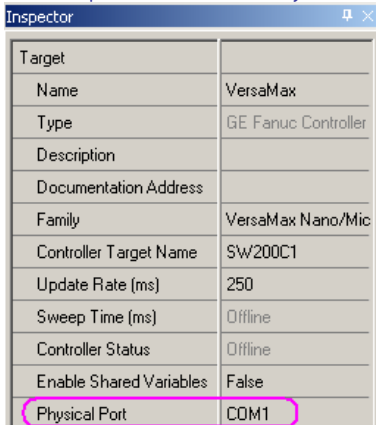 Inspector
Target
Name VersaMax
Type GE Fanuc Controller
Description
Documentation Address
Family VersaMax Nano/Mic
Controller Target Name SW200C1
Update Rate (ms) 250
Sweep Time (ms) Offline
Controller Status Offline
Enable Shared Variables False
Physical Port COM1